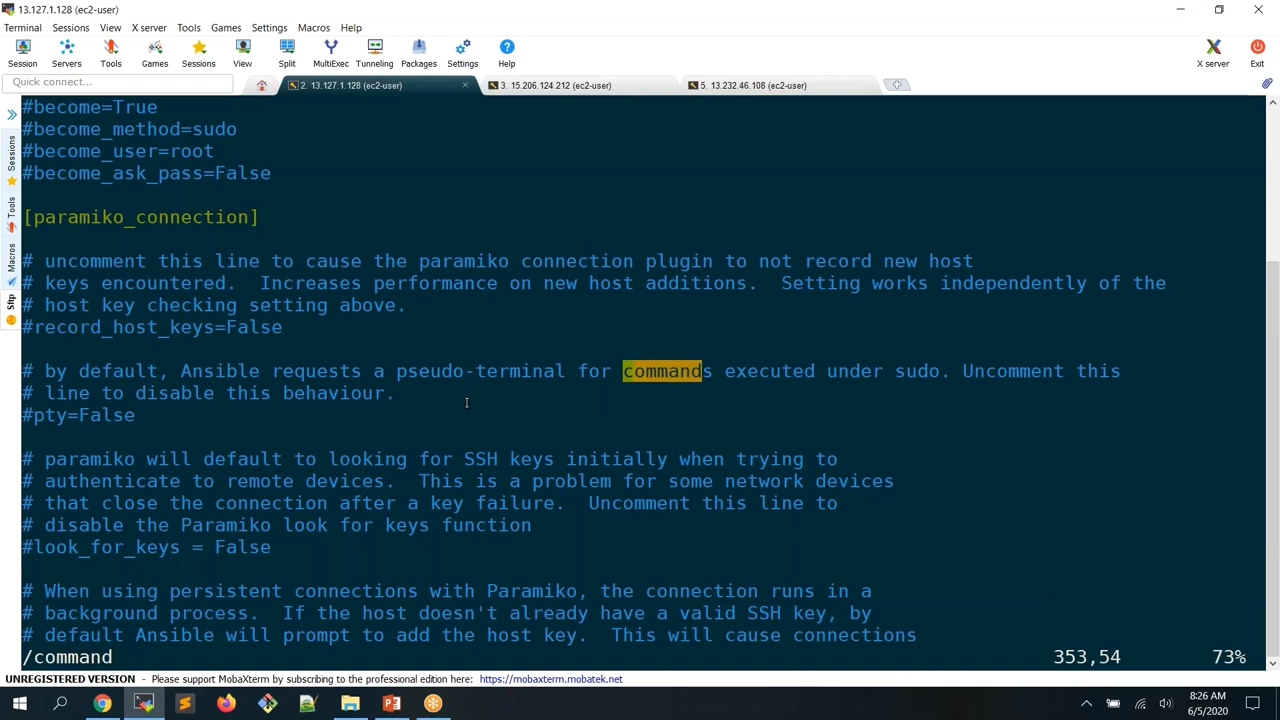 13.127.1.128 (ec2-user)
Terminal Sessions View X server Tools Games Settings Macros Help
Session Servers Tools Games Sessions View Split MultiExec Tunneling Packages Settings Help X server Exit
Quick connect...
2. 13.127.1.128 (ec2-user)
3. 15.206.124.212 (ec2-user)
5. 13.232.46.108 (ec2-user)
Sessions
Tools
Macros
Sftp
#become=True
#become_method=sudo
#become_user=root
#become_ask_pass=False
[paramiko_connection]
# uncomment this line to cause the paramiko connection plugin to not record new host
# keys encountered.  Increases performance on new host additions.  Setting works independently of the
# host key checking setting above.
#record_host_keys=False
# by default, Ansible requests a pseudo-terminal for commands executed under sudo. Uncomment this
# line to disable this behaviour.
#pty=False
# paramiko will default to looking for SSH keys initially when trying to
# authenticate to remote devices.  This is a problem for some network devices
# that close the connection after a key failure.  Uncomment this line to
# disable the Paramiko look for keys function
#look_for_keys = False
# When using persistent connections with Paramiko, the connection runs in a
# background process.  If the host doesn't already have a valid SSH key, by
# default Ansible will prompt to add the host key.  This will cause connections
/command 353,54 73%
UNREGISTERED VERSION - Please support MobaXterm by subscribing to the professional edition here: https://mobaxterm.mobatek.net
8:26 AM
6/5/2020